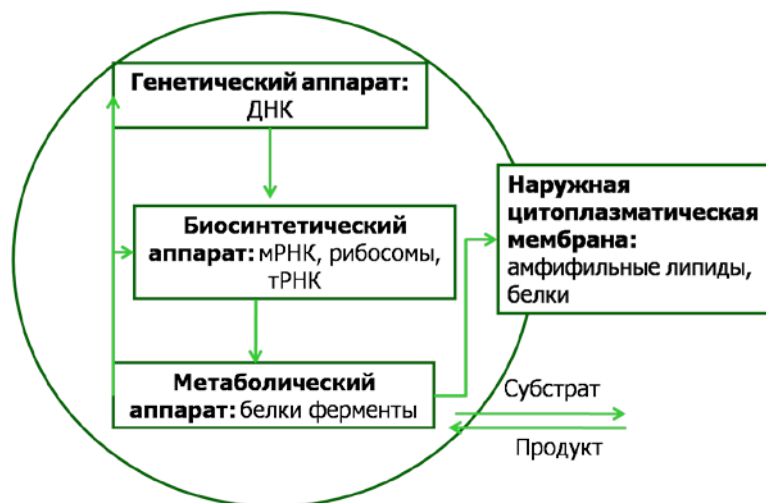 Генетический аппарат:
ДНК
Биосинтетический
аппарат: мРНК, рибосомы,
тРНК
Наружная
цитоплазматическая
мембрана:
амфифильные липиды,
белки
Метаболический
аппарат: белки ферменты
Субстрат
Продукт